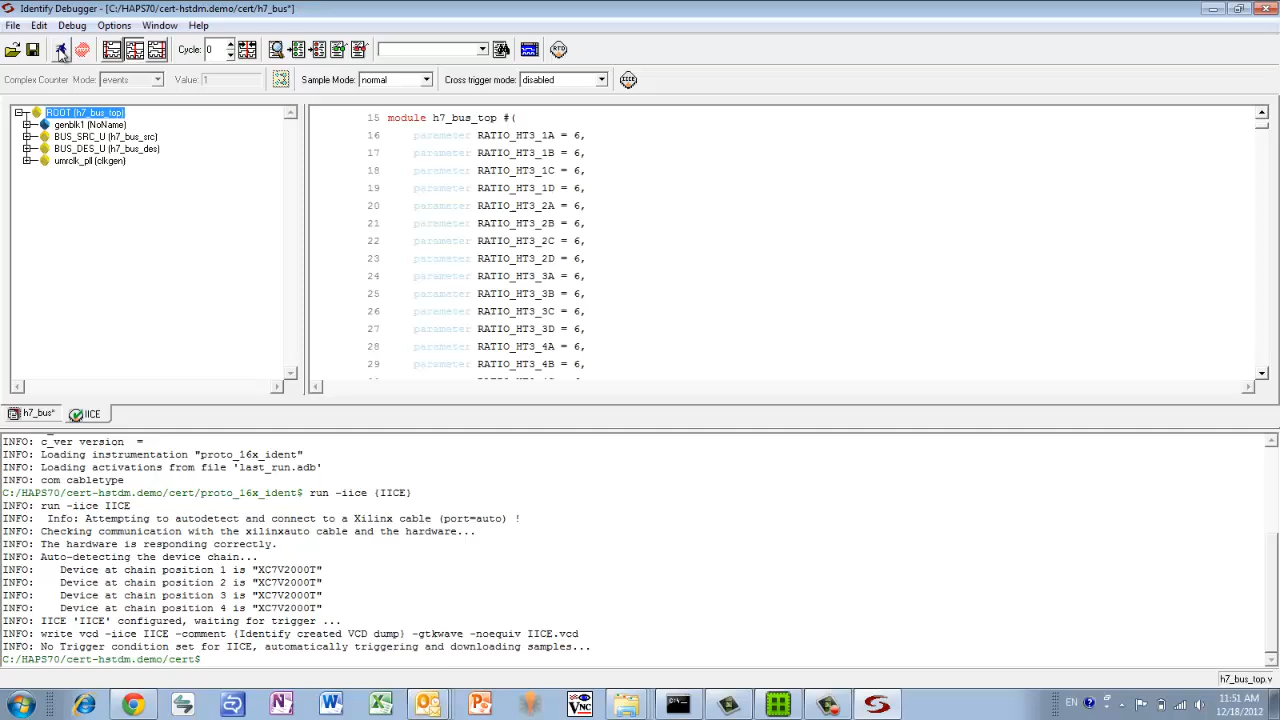 Identify Debugger - [C:/HAPS70/cert-hstdm.demo/cert/h7_bus*]
File Edit Debug Options Window Help
Cycle: 0
Complex Counter Mode: events Value: 1 Sample Mode: normal Cross trigger mode: disabled
ROOT (h7_bus_top)
genblk1 (NoName)
BUS_SRC_U (h7_bus_src)
BUS_DES_U (h7_bus_des)
umrclk_pll (clkgen)
15 module h7_bus_top #(
16 parameter RATIO_HT3_1A = 6,
17 parameter RATIO_HT3_1B = 6,
18 parameter RATIO_HT3_1C = 6,
19 parameter RATIO_HT3_1D = 6,
20 parameter RATIO_HT3_2A = 6,
21 parameter RATIO_HT3_2B = 6,
22 parameter RATIO_HT3_2C = 6,
23 parameter RATIO_HT3_2D = 6,
24 parameter RATIO_HT3_3A = 6,
25 parameter RATIO_HT3_3B = 6,
26 parameter RATIO_HT3_3C = 6,
27 parameter RATIO_HT3_3D = 6,
28 parameter RATIO_HT3_4A = 6,
29 parameter RATIO_HT3_4B = 6,
h7_bus* IICE
INFO: c_ver version =
INFO: Loading instrumentation "proto_16x_ident"
INFO: Loading activations from file 'last_run.adb'
INFO: com cabletype
C:/HAPS70/cert-hstdm.demo/cert/proto_16x_ident$ run -iice {IICE}
INFO: run -iice IICE
INFO: Info: Attempting to autodetect and connect to a Xilinx cable (port=auto) !
INFO: Checking communication with the xilinxauto cable and the hardware...
INFO: The hardware is responding correctly.
INFO: Auto-detecting the device chain...
INFO: Device at chain position 1 is "XC7V2000T"
INFO: Device at chain position 2 is "XC7V2000T"
INFO: Device at chain position 3 is "XC7V2000T"
INFO: Device at chain position 4 is "XC7V2000T"
INFO: IICE 'IICE' configured, waiting for trigger ...
INFO: write vcd -iice IICE -comment {Identify created VCD dump} -gtkwave -noequiv IICE.vcd
INFO: No Trigger condition set for IICE, automatically triggering and downloading samples...
C:/HAPS70/cert-hstdm.demo/cert$
h7_bus_top.v
EN
11:51 AM
12/18/2012